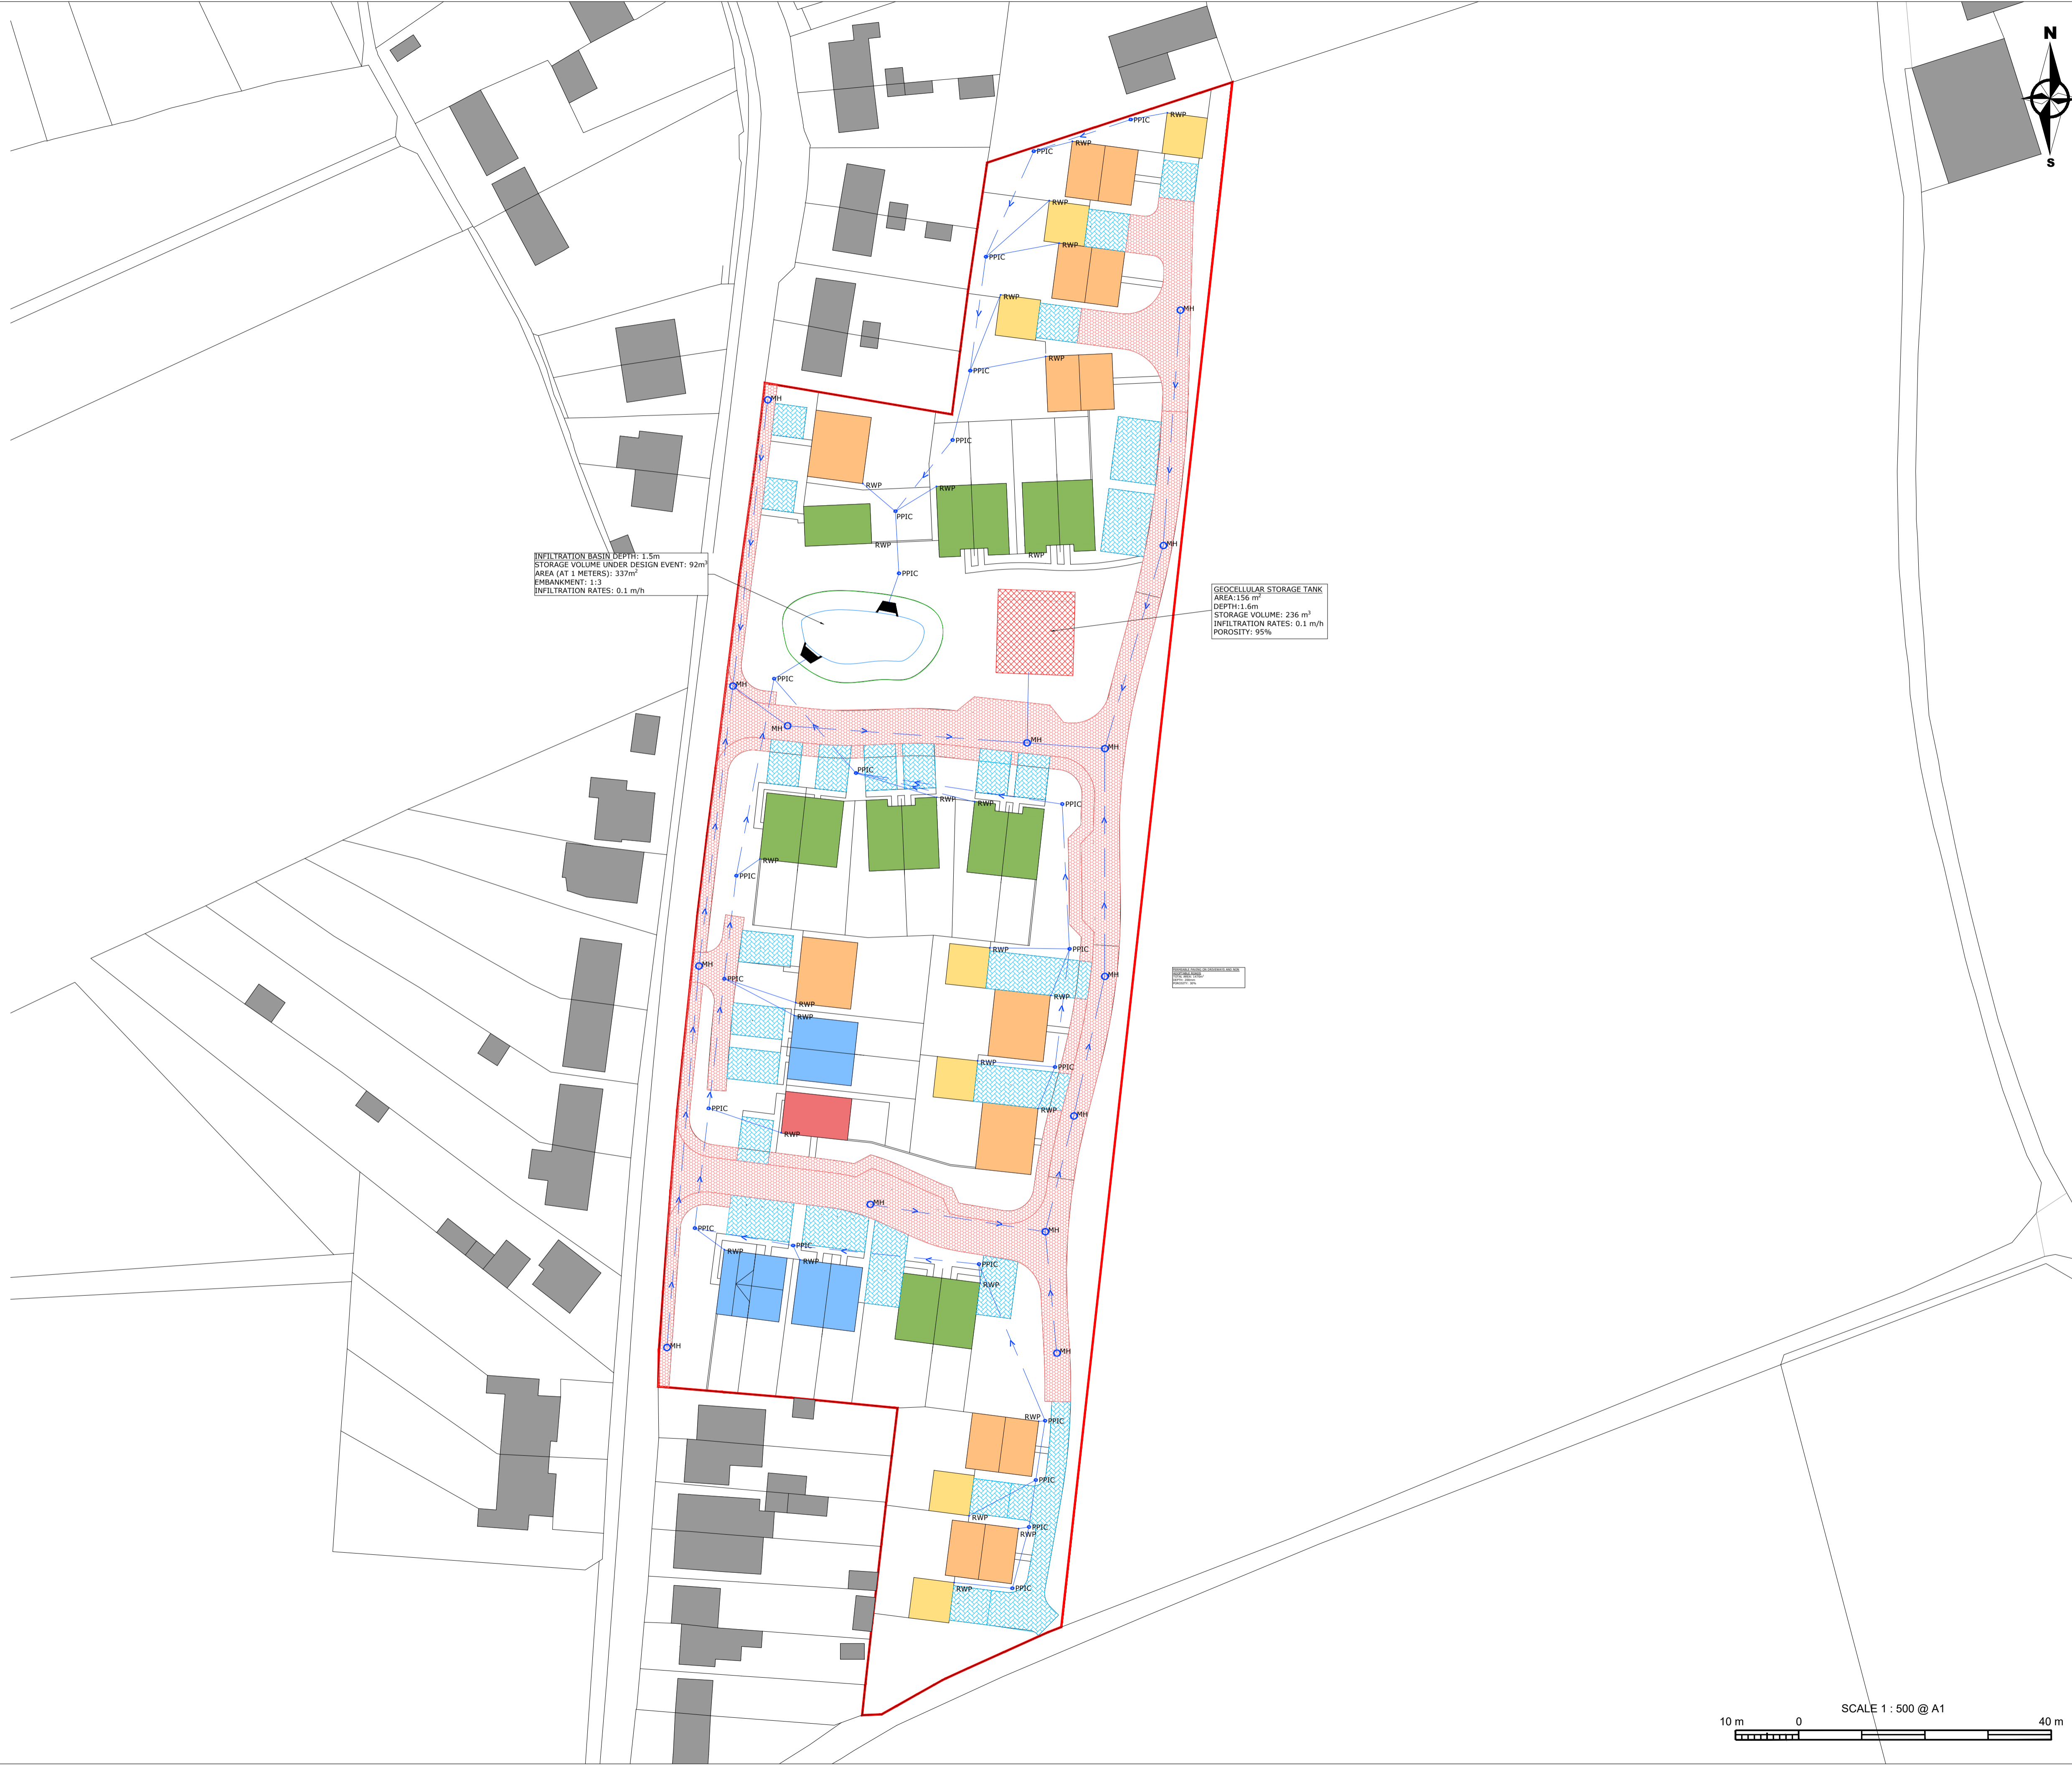 N
S
RWP
PPIC
PPIC
RWP
RWP
RWP
PPIC
RWP
MH
RWP
PPIC
MH
PPIC
RWP
RWP
PPIC
RWP
RWP
MH
INFILTRATION BASIN DEPTH: 1.5m
STORAGE VOLUME UNDER DESIGN EVENT: 92m³
AREA (AT 1 METERS): 337m²
EMBANKMENT: 1:3
INFILTRATION RATES: 0.1 m/h
PPIC
GEOCELLULAR STORAGE TANK
AREA:156 m²
DEPTH:1.6m
STORAGE VOLUME: 236 m³
INFILTRATION RATES: 0.1 m/h
POROSITY: 95%
PPIC
MH
MH
MH
MH
PPIC
RWP
RWP
PPIC
RWP
PPIC
RWP
PPIC
MH
PPIC
MH
RWP
RWP
RWP
RWP
PPIC
PPIC
RWP
MH
RWP
MH
PPIC
MH
PPIC
RWP
RWP
PPIC
RWP
MH
MH
RWP
PPIC
PPIC
RWP
PPIC
RWP
RWP
PPIC
SCALE 1 : 500 @ A1
10 m
0
40 m